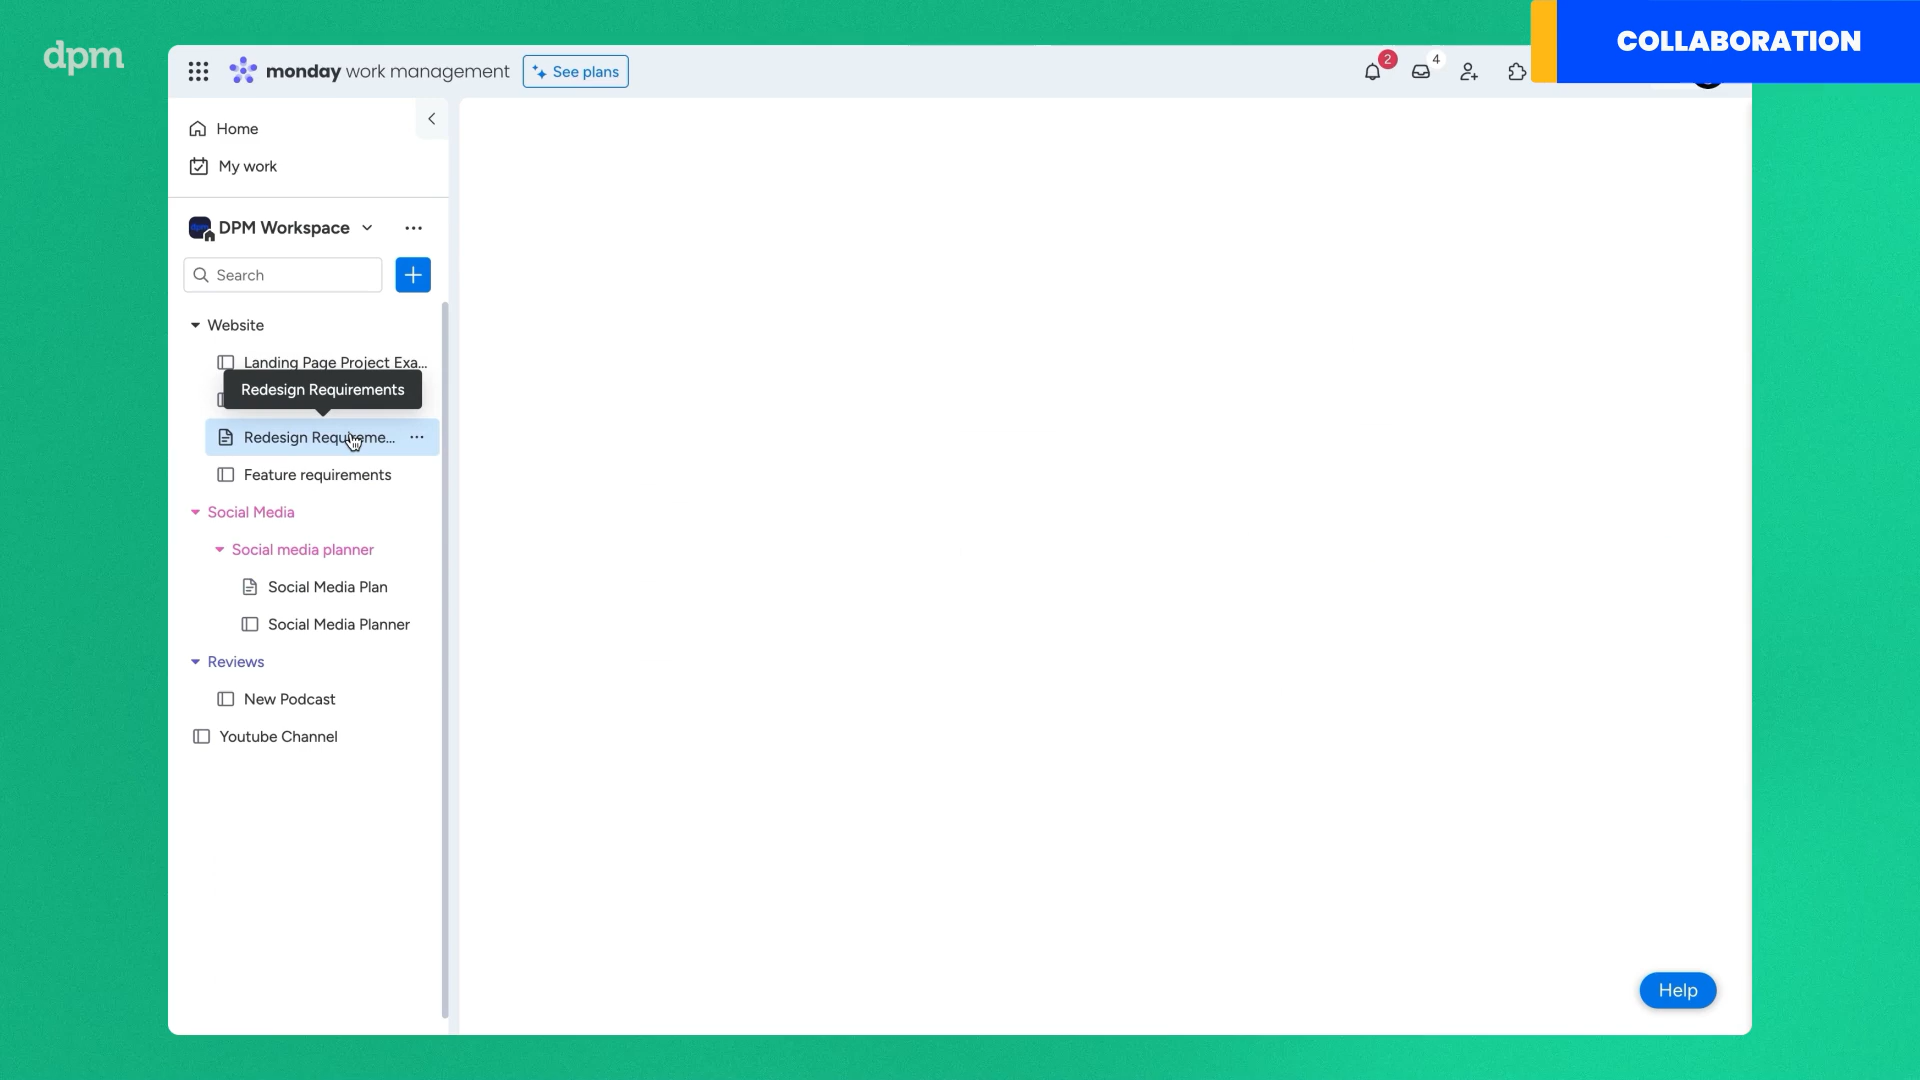 dpm
COLLABORATION
monday work management
See plans
2
4
Home
My work
DPM Workspace
Search
Website
Landing Page Project Exa...
Redesign Requirements
Redesign Requireme...
Feature requirements
Social Media
Social media planner
Social Media Plan
Social Media Planner
Reviews
New Podcast
Youtube Channel
Help